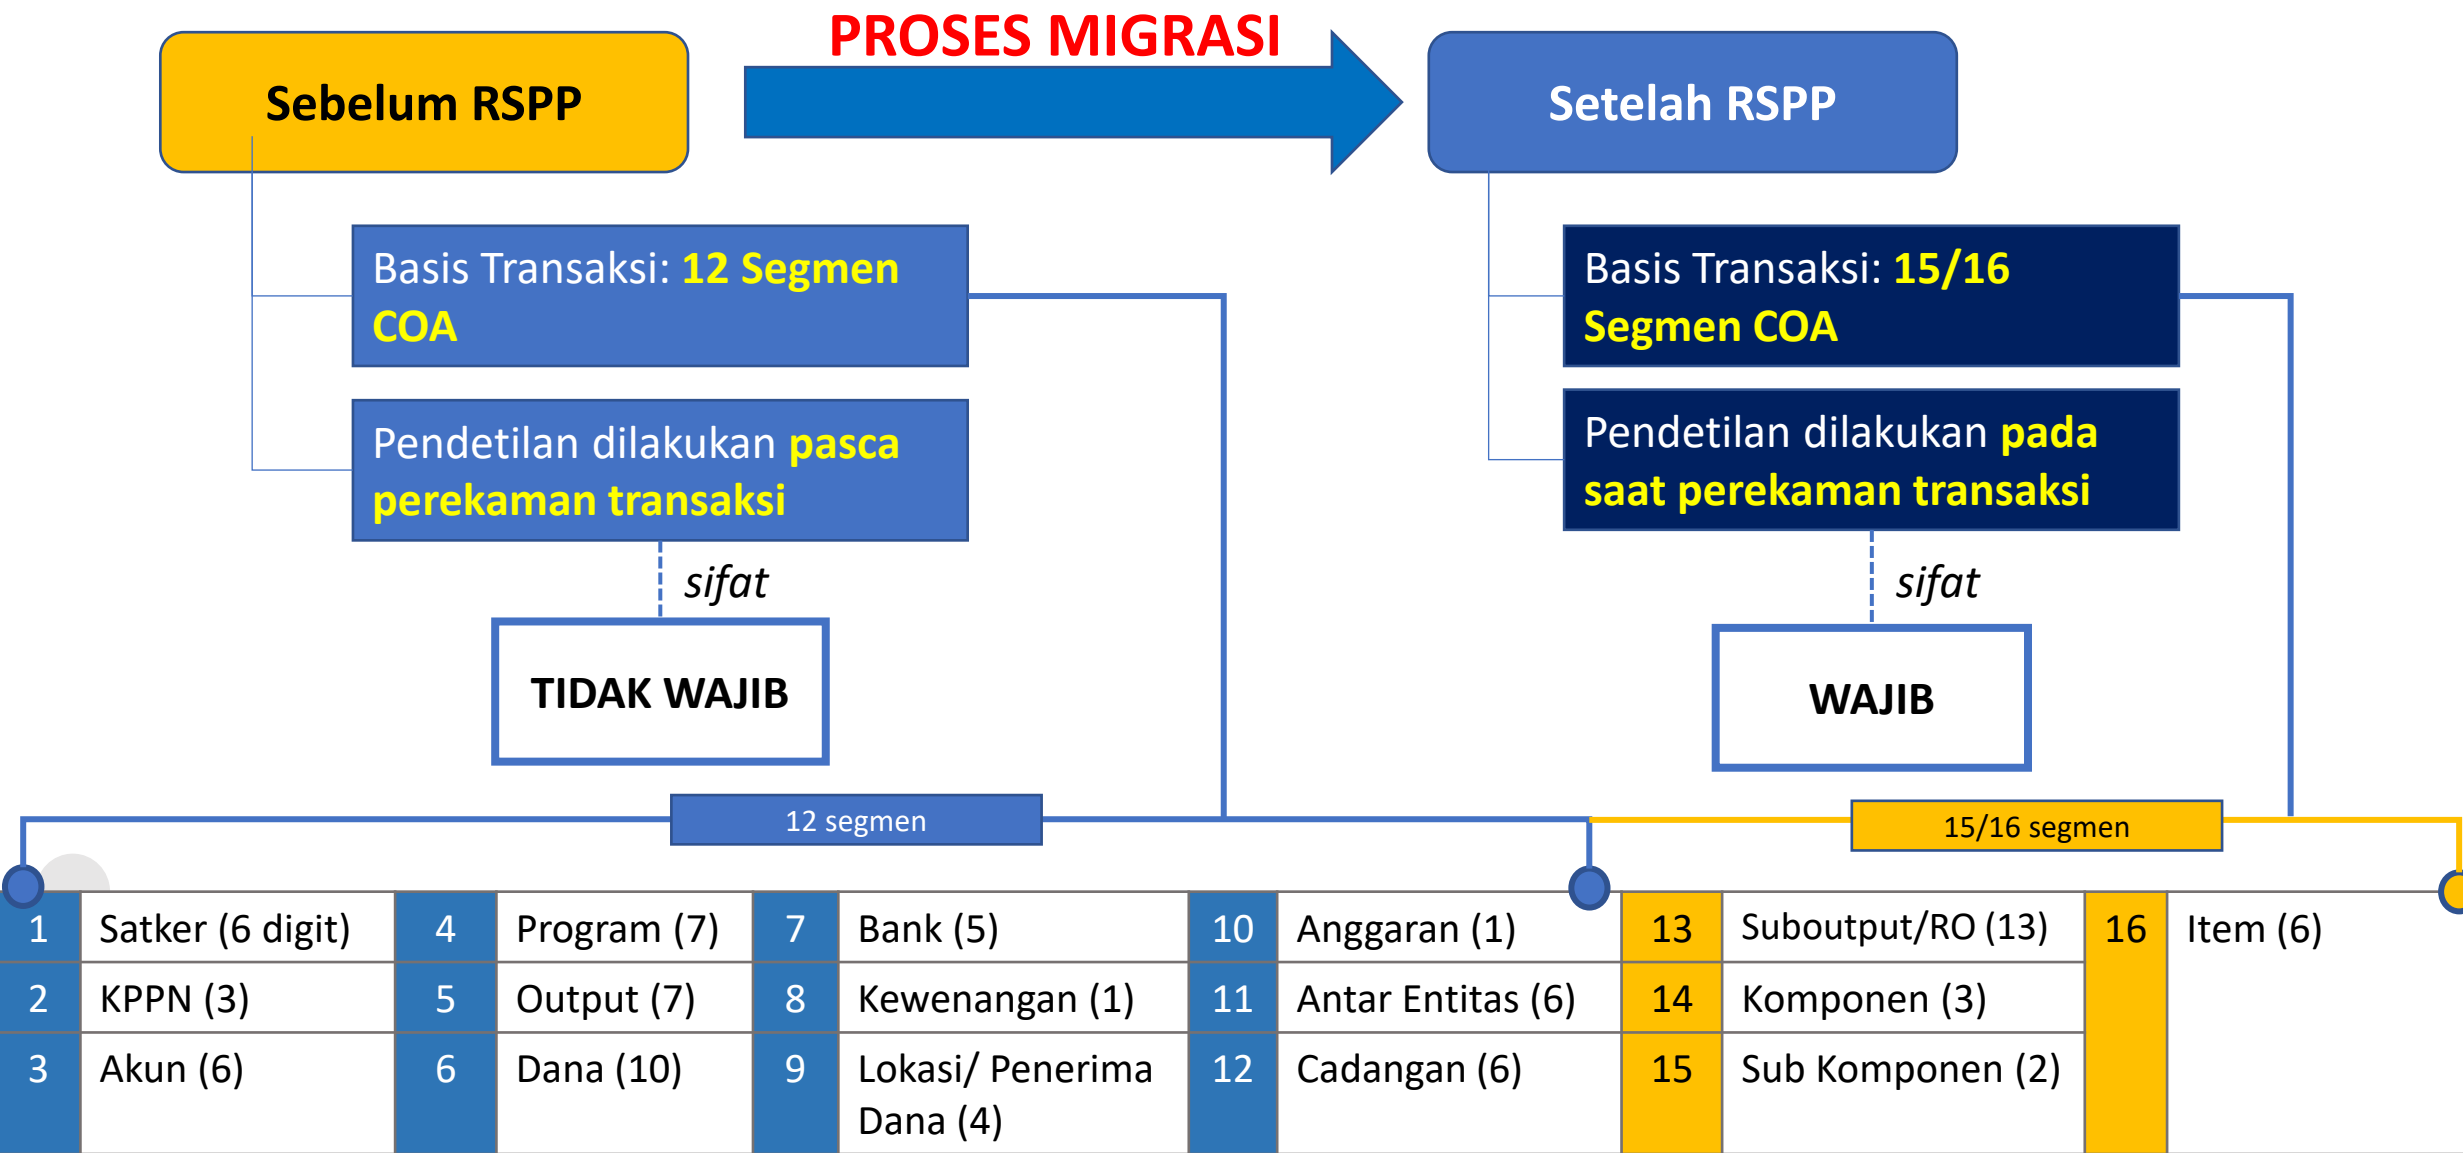 PROSES MIGRASI
Sebelum RSPP
Setelah RSPP
Basis Transaksi: 12 Segmen
COA
Pendetilan dilakukan pasca
perekaman transaksi
sifat
TIDAK WAJIB
Basis Transaksi: 15/16
Segmen COA
Pendetilan dilakukan pada
saat perekaman transaksi
sifat
WAJIB
12 segmen
15/16 segmen
1 Satker (6 digit) 4 Program (7) 7 Bank (5) 10 Anggaran (1) 13 Suboutput/RO (13) 16 Item (6)
2 KPPN (3) 5 Output (7) 8 Kewenangan (1) 11 Antar Entitas (6) 14 Komponen (3)
3 Akun (6) 6 Dana (10) 9 Lokasi/ Penerima 12 Cadangan (6) 15 Sub Komponen (2)
Dana (4)